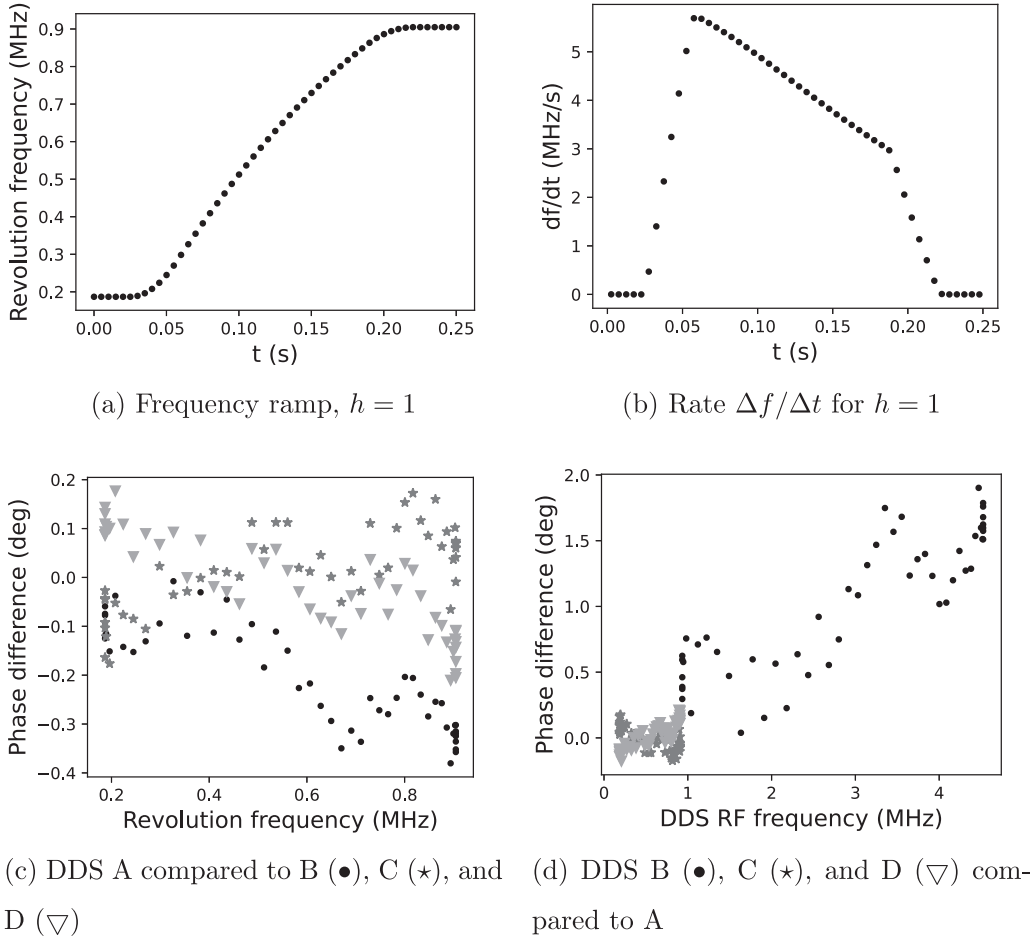 Revolution frequency (MHz)
0.9
0.8
0.7
0.6
0.5
0.4
0.3
0.2
0.00 0.05 0.10 0.15 0.20 0.25
t (s)
(a) Frequency ramp, h = 1
df/dt (MHz/s)
5
4
3
2
1
0
0.00 0.05 0.10 0.15 0.20 0.25
t (s)
(b) Rate Δf/Δt for h = 1
Phase difference (deg)
0.2
0.1
0.0
−0.1
−0.2
−0.3
−0.4
0.2 0.4 0.6 0.8
Revolution frequency (MHz)
(c) DDS A compared to B (●), C (⋆), and
D (▽)
Phase difference (deg)
2.0
1.5
1.0
0.5
0.0
0 1 2 3 4
DDS RF frequency (MHz)
(d) DDS B (●), C (⋆), and D (▽) com-
pared to A